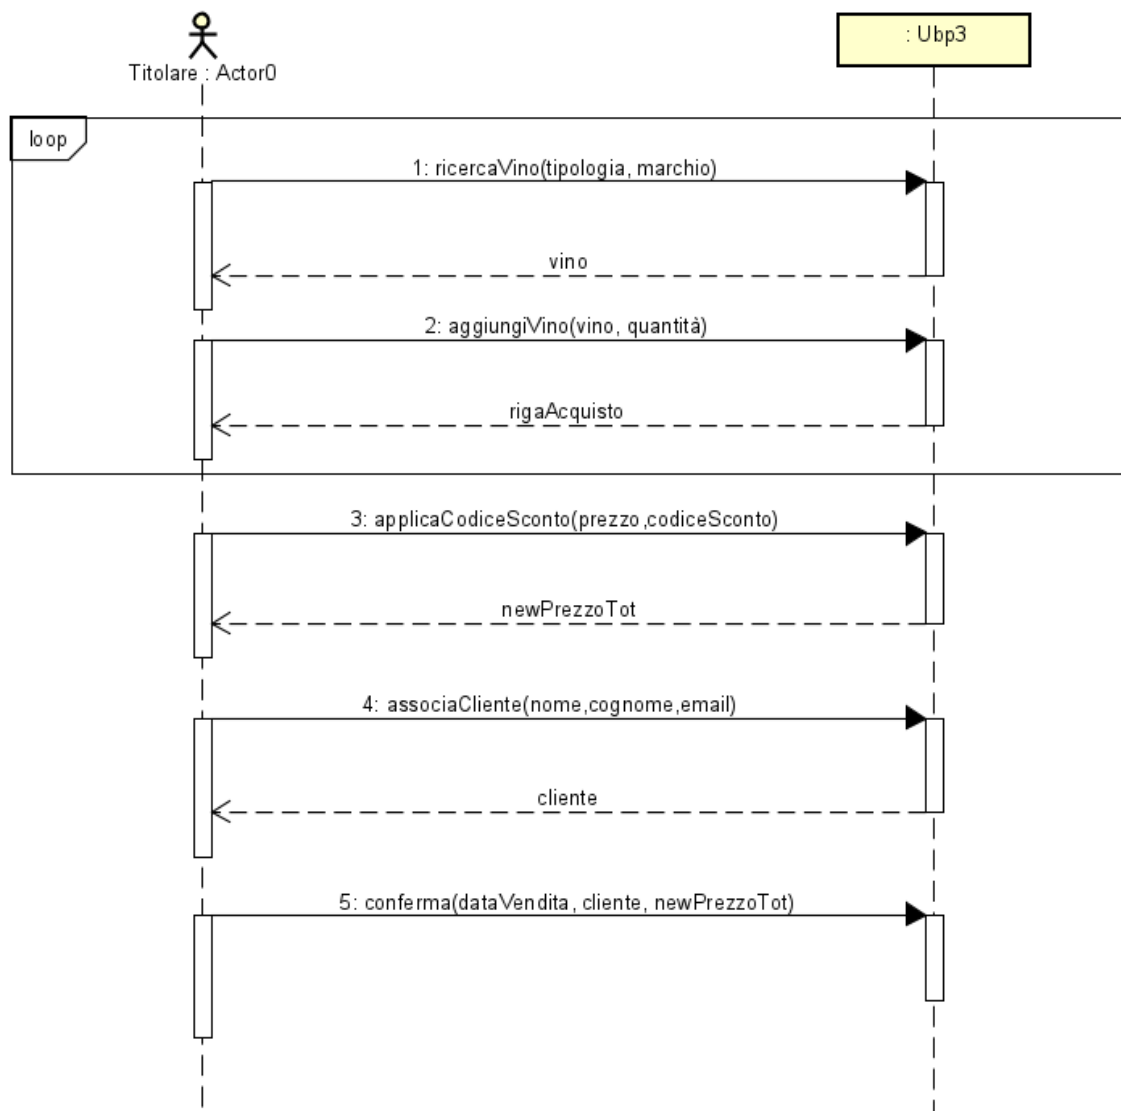 : Ubp3
Titolare : Actor0
loop
1: ricercaVino(tipologia, marchio)
vino
2: aggiungiVino(vino, quantità)
rigaAcquisto
3: applicaCodiceSconto(prezzo,codiceSconto)
newPrezzoTot
4: associaCliente(nome,cognome,email)
cliente
5: conferma(dataVendita, cliente, newPrezzoTot)